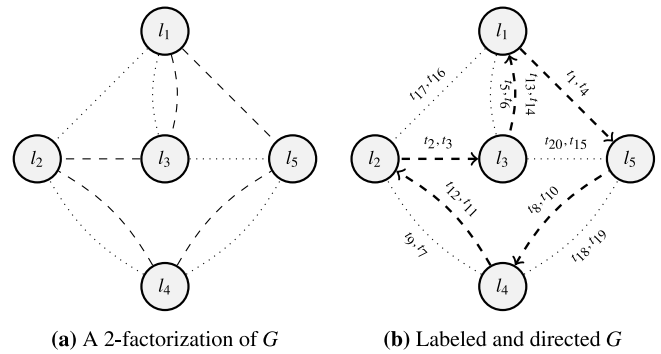 l1
l2
l3
l5
l4
(a) A 2-factorization of G
l1
t17, t16
t13, t14
t5, t6
t1, t4
l2
t2, t3
l3
t20, t15
l5
t12, t11
t8, t10
t9, t7
t18, t19
l4
(b) Labeled and directed G